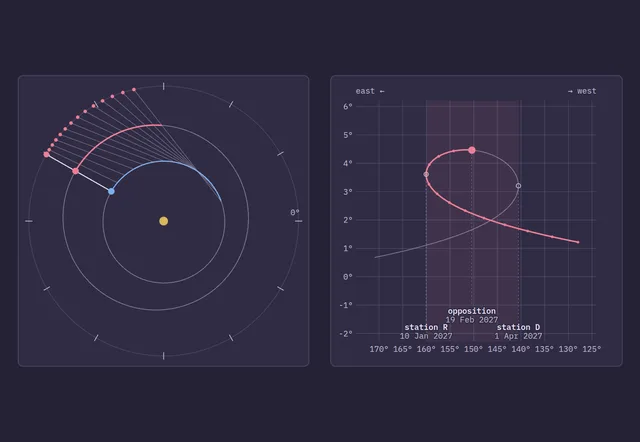 0°
east ←
→ west
6°
5°
4°
3°
2°
1°
0°
-1°
-2°
opposition
19 Feb 2027
station R
10 Jan 2027
station D
1 Apr 2027
170° 165° 160° 155° 150° 145° 140° 135° 130° 125°